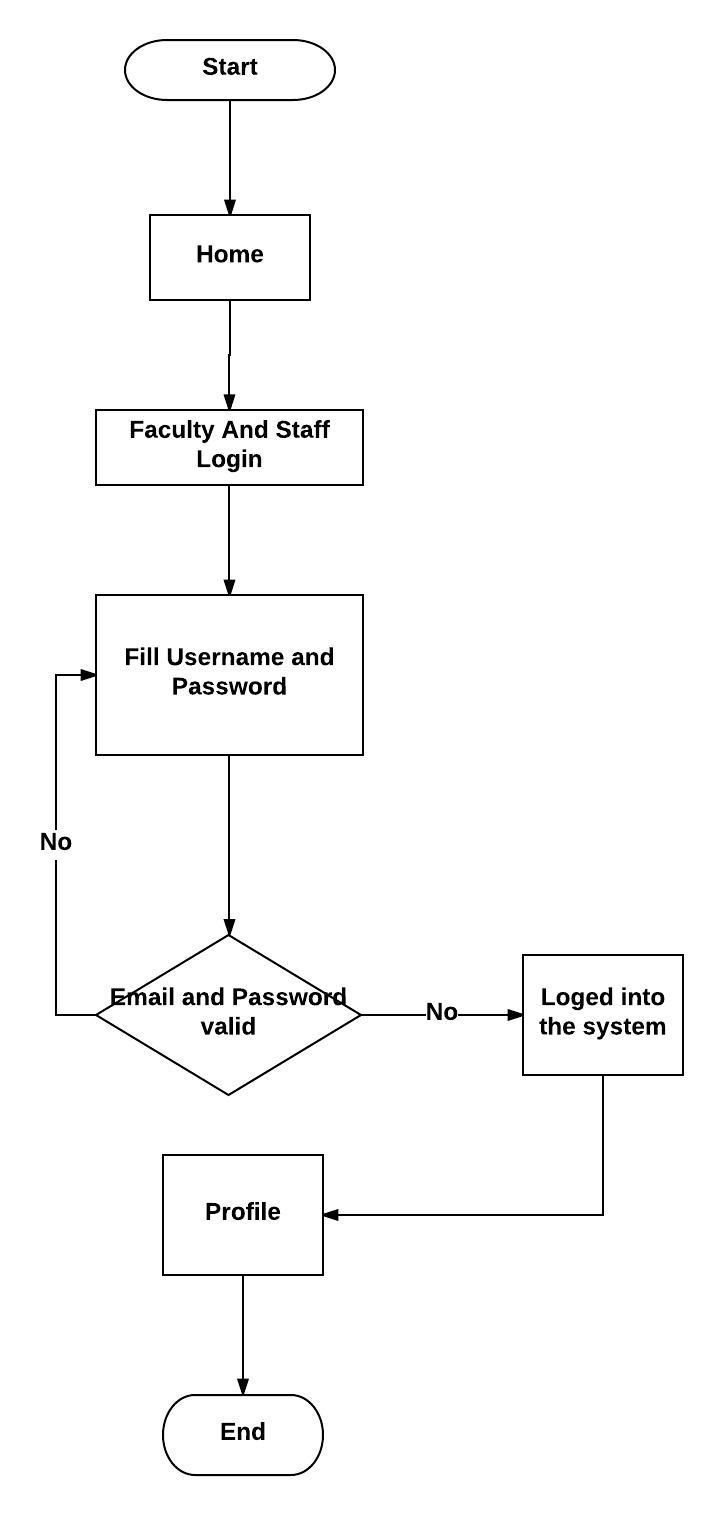 Start
Home
Faculty And Staff
Login
Fill Username and
Password
No
Email and Password
valid
No
Loged into
the system
Profile
End